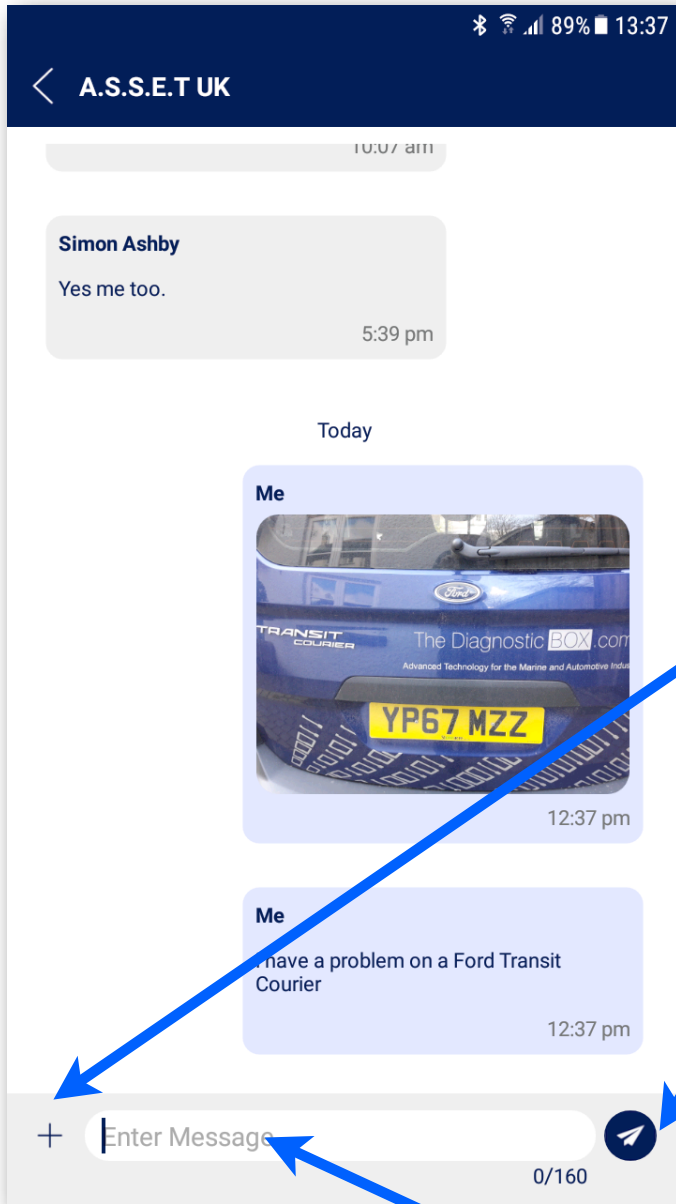 89% 13:37
A.S.S.E.T UK
10:07 am
Simon Ashby
Yes me too.
5:39 pm
Today
Me
Ford
TRANSIT
COURIER
The Diagnostic BOX.com
Advanced Technology for the Marine and Automotive Indus
YP67 MZZ
12:37 pm
Me
I have a problem on a Ford Transit
Courier
12:37 pm
Enter Message
0/160